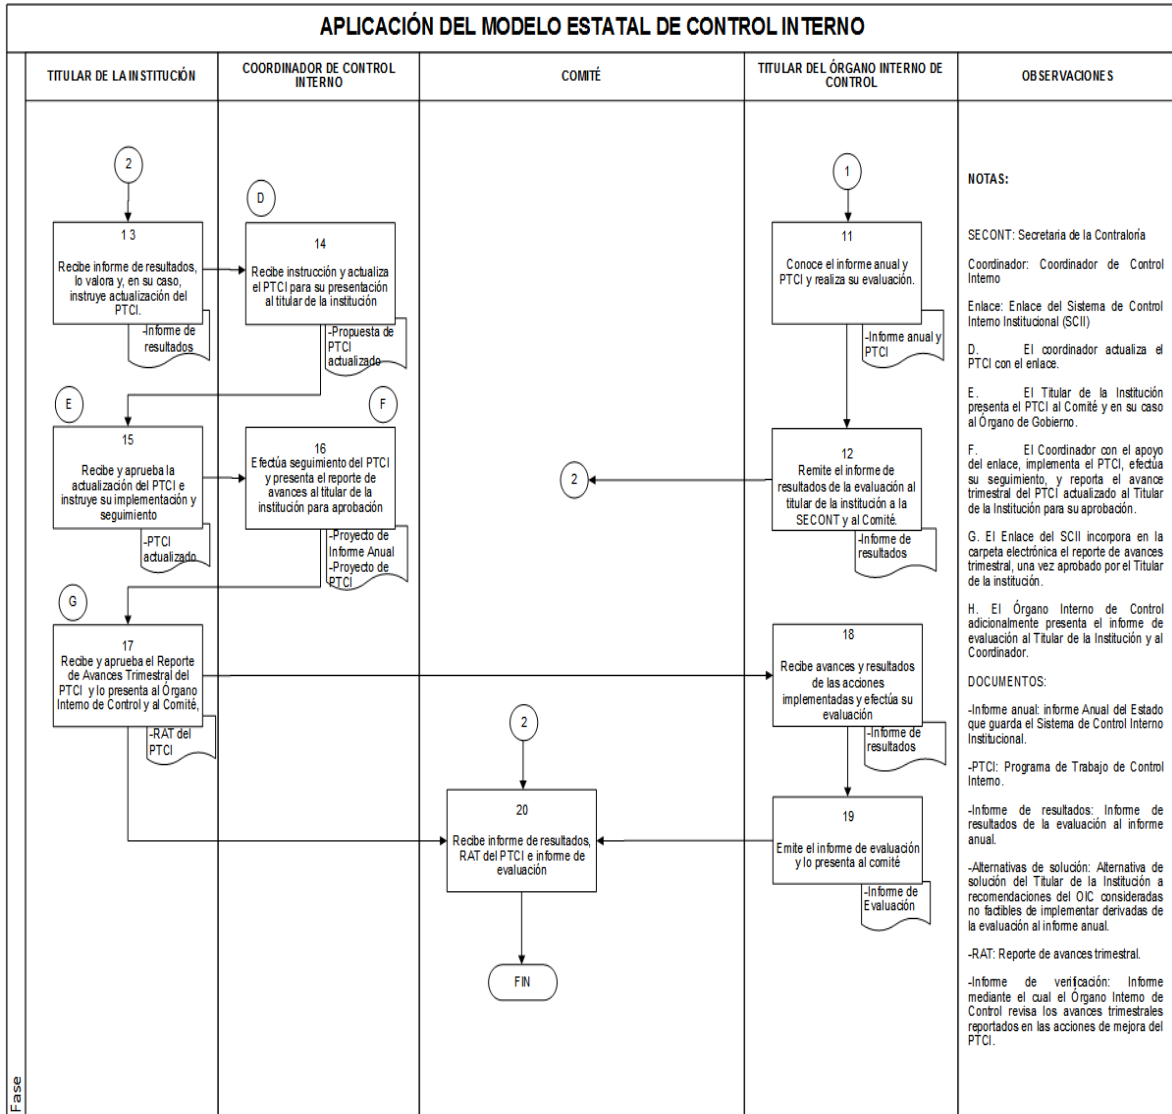 APLICACIÓN DEL MODELO ESTATAL DE CONTROL INTERNO
TITULAR DE LA INSTITUCIÓN
COORDINADOR DE CONTROL
INTERNO
COMITÉ
TITULAR DEL ÓRGANO INTERNO DE
CONTROL
OBSERVACIONES
2
13
Recibe informe de resultados,
lo valora y, en su caso,
instruye actualización del
PTCI.
-Informe de
resultados
D
14
Recibe instrucción y actualiza
el PTCI para su presentación
al titular de la institución
-Propuesta de
PTCI
actualizado
1
11
Conoce el informe anual y
PTCI y realiza su evaluación.
-Informe anual y
PTCI
E
15
Recibe y aprueba la
actualización del PTCI e
instruye su implementación y
seguimiento
-PTCI
actualizado
F
16
Efectúa seguimiento del PTCI
y presenta el reporte de
avances al titular de la
institución para aprobación
-Proyecto de
Informe Anual
-Proyecto de
PTCI
2
12
Remite el informe de
resultados de la evaluación al
titular de la institución a la
SECONT y al Comité.
-Informe de
resultados
G
17
Recibe y aprueba el Reporte
de Avances Trimestral del
PTCI y lo presenta al Órgano
Interno de Control y al Comité,
-RAT del
PTCI
18
Recibe avances y resultados
de las acciones
implementadas y efectúa su
evaluación
-Informe de
resultados
2
20
Recibe informe de resultados,
RAT del PTCI e informe de
evaluación
FIN
19
Emite el informe de evaluación
y lo presenta al comité
-Informe de
Evaluación
NOTAS:
SECONT: Secretaria de la Contraloría
Coordinador: Coordinador de Control
Interno
Enlace: Enlace del Sistema de Control
Interno Institucional (SCII)
D. El coordinador actualiza el
PTCI con el enlace.
E. El Titular de la Institución
presenta el PTCI al Comité y en su caso
al Órgano de Gobierno.
F. El Coordinador con el apoyo
del enlace, implementa el PTCI, efectúa
su seguimiento, y reporta el avance
trimestral del PTCI actualizado al Titular
de la Institución para su aprobación.
G. El Enlace del SCII incorpora en la
carpeta electrónica el reporte de avances
trimestral, una vez aprobado por el Titular
de la institución.
H. El Órgano Interno de Control
adicionalmente presenta el informe de
evaluación al Titular de la Institución y al
Coordinador.
DOCUMENTOS:
-Informe anual: informe Anual del Estado
que guarda el Sistema de Control Interno
Institucional.
-PTCI: Programa de Trabajo de Control
Interno.
-Informe de resultados: Informe de
resultados de la evaluación al informe
anual.
-Alternativas de solución: Alternativa de
solución del Titular de la Institución a
recomendaciones del OIC consideradas
no factibles de implementar derivadas de
la evaluación al informe anual.
-RAT: Reporte de avances trimestral.
-Informe de verificación: Informe
mediante el cual el Órgano Interno de
Control revisa los avances trimestrales
reportados en las acciones de mejora del
PTCI.
Fase